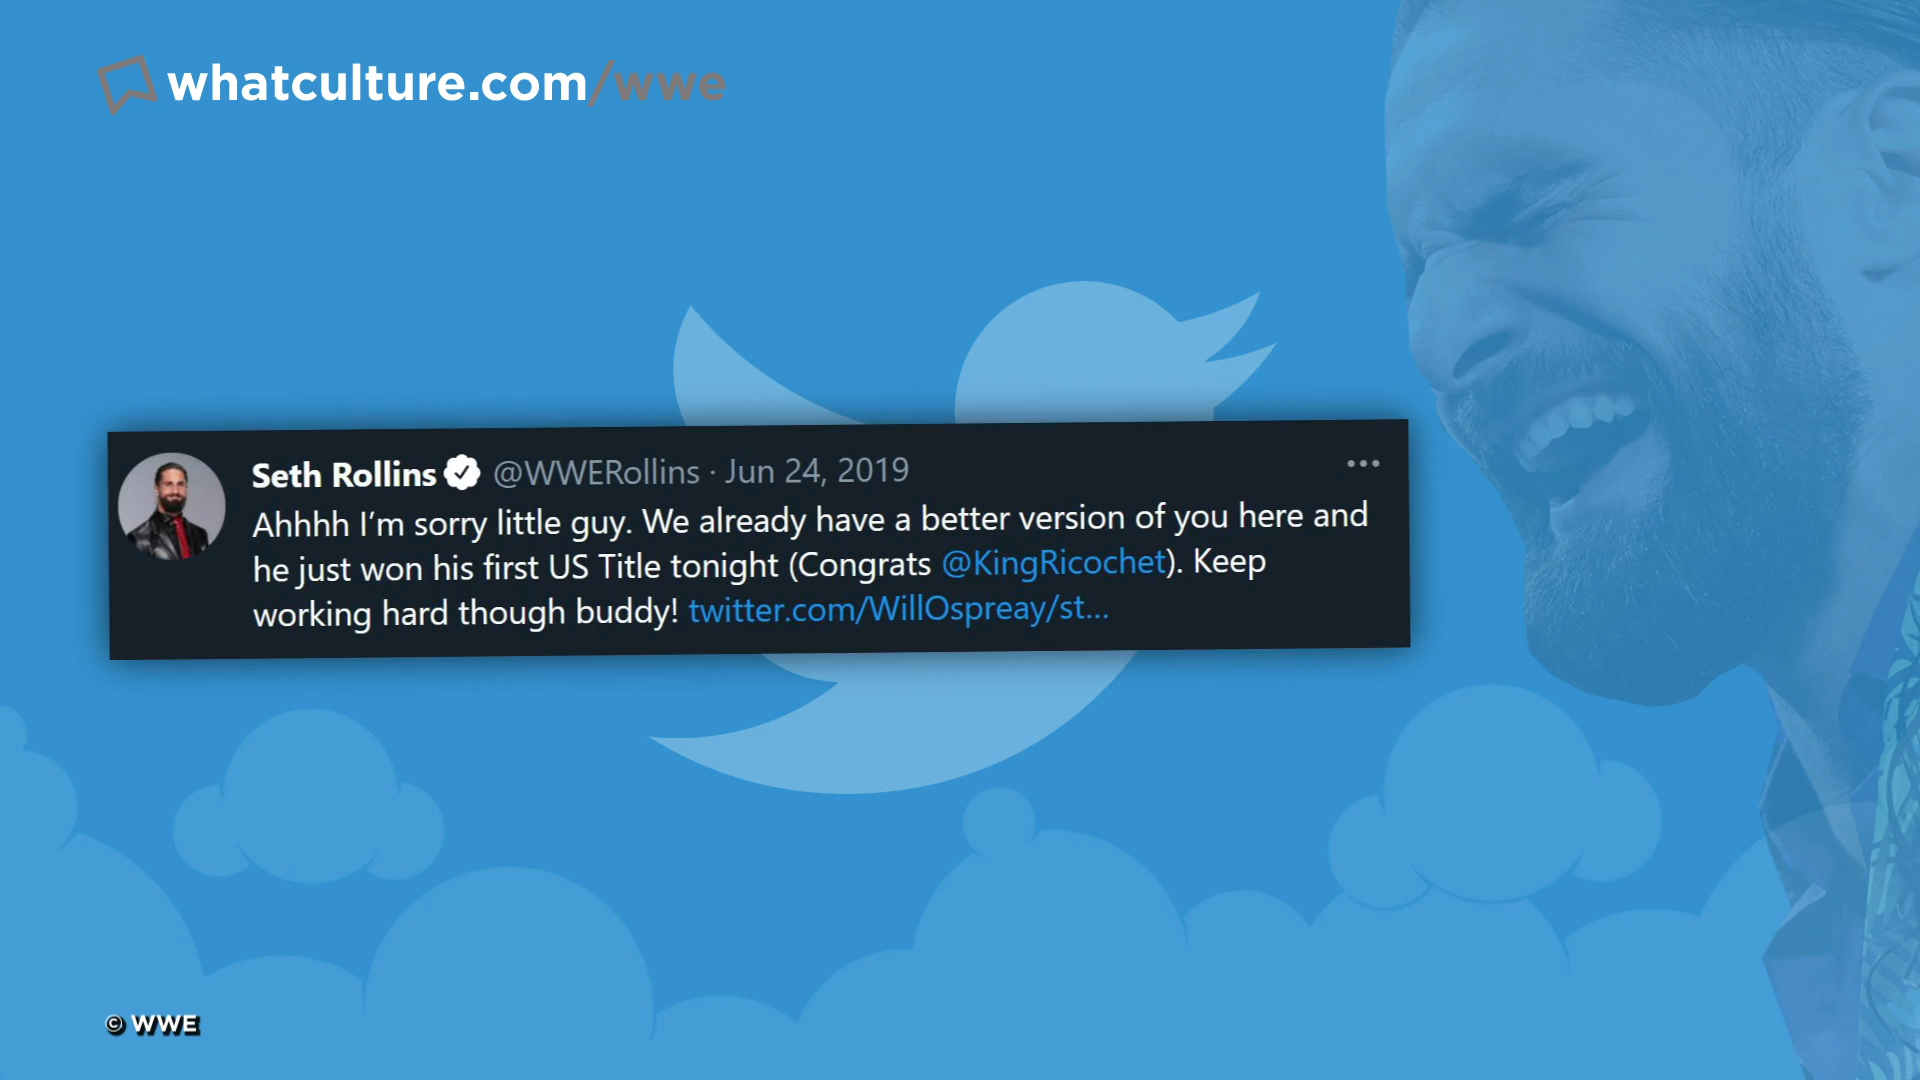 whatculture.com/wwe
Seth Rollins @WWERollins · Jun 24, 2019
Ahhhh I'm sorry little guy. We already have a better version of you here and
he just won his first US Title tonight (Congrats @KingRicochet). Keep
working hard though buddy! twitter.com/WillOspreay/st...
© WWE